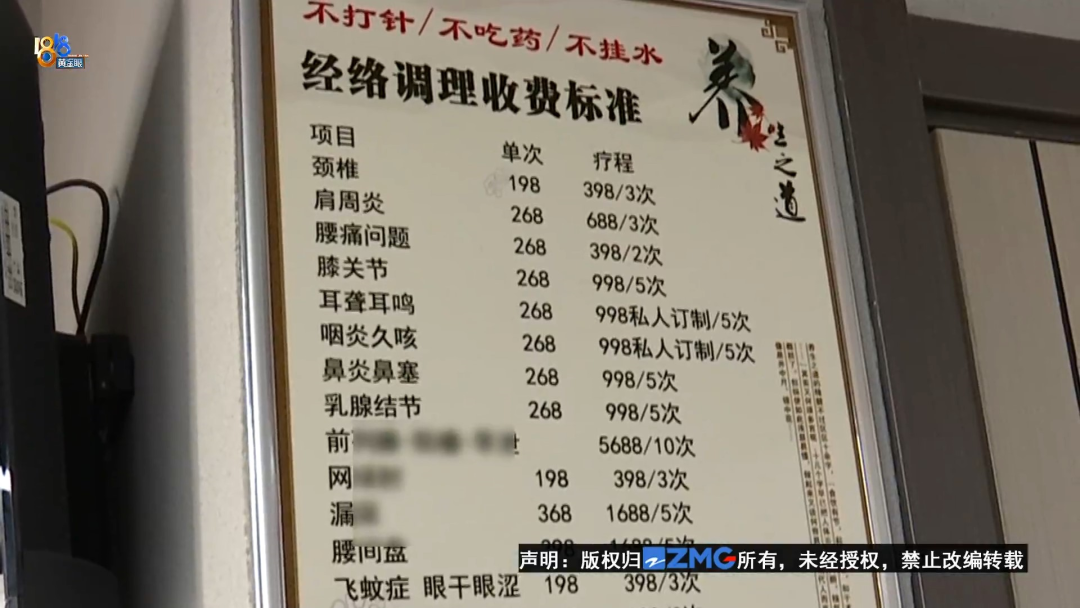 1818
黄金眼
不打针/不吃药/不挂水
经络调理收费标准
养生之道
项目 单次 疗程
颈椎 198 398/3次
肩周炎 268 688/3次
腰痛问题 268 398/2次
膝关节 268 998/5次
耳聋耳鸣 268 998私人订制/5次
咽炎久咳 268 998私人订制/5次
鼻炎鼻塞 268 998/5次
乳腺结节 268 998/5次
前 5688/10次
网 198 398/3次
漏 368 1688/5次
腰间盘
飞蚊症 眼干眼涩 198 398/3次
声明:版权归ZMG所有,未经授权,禁止改编转载